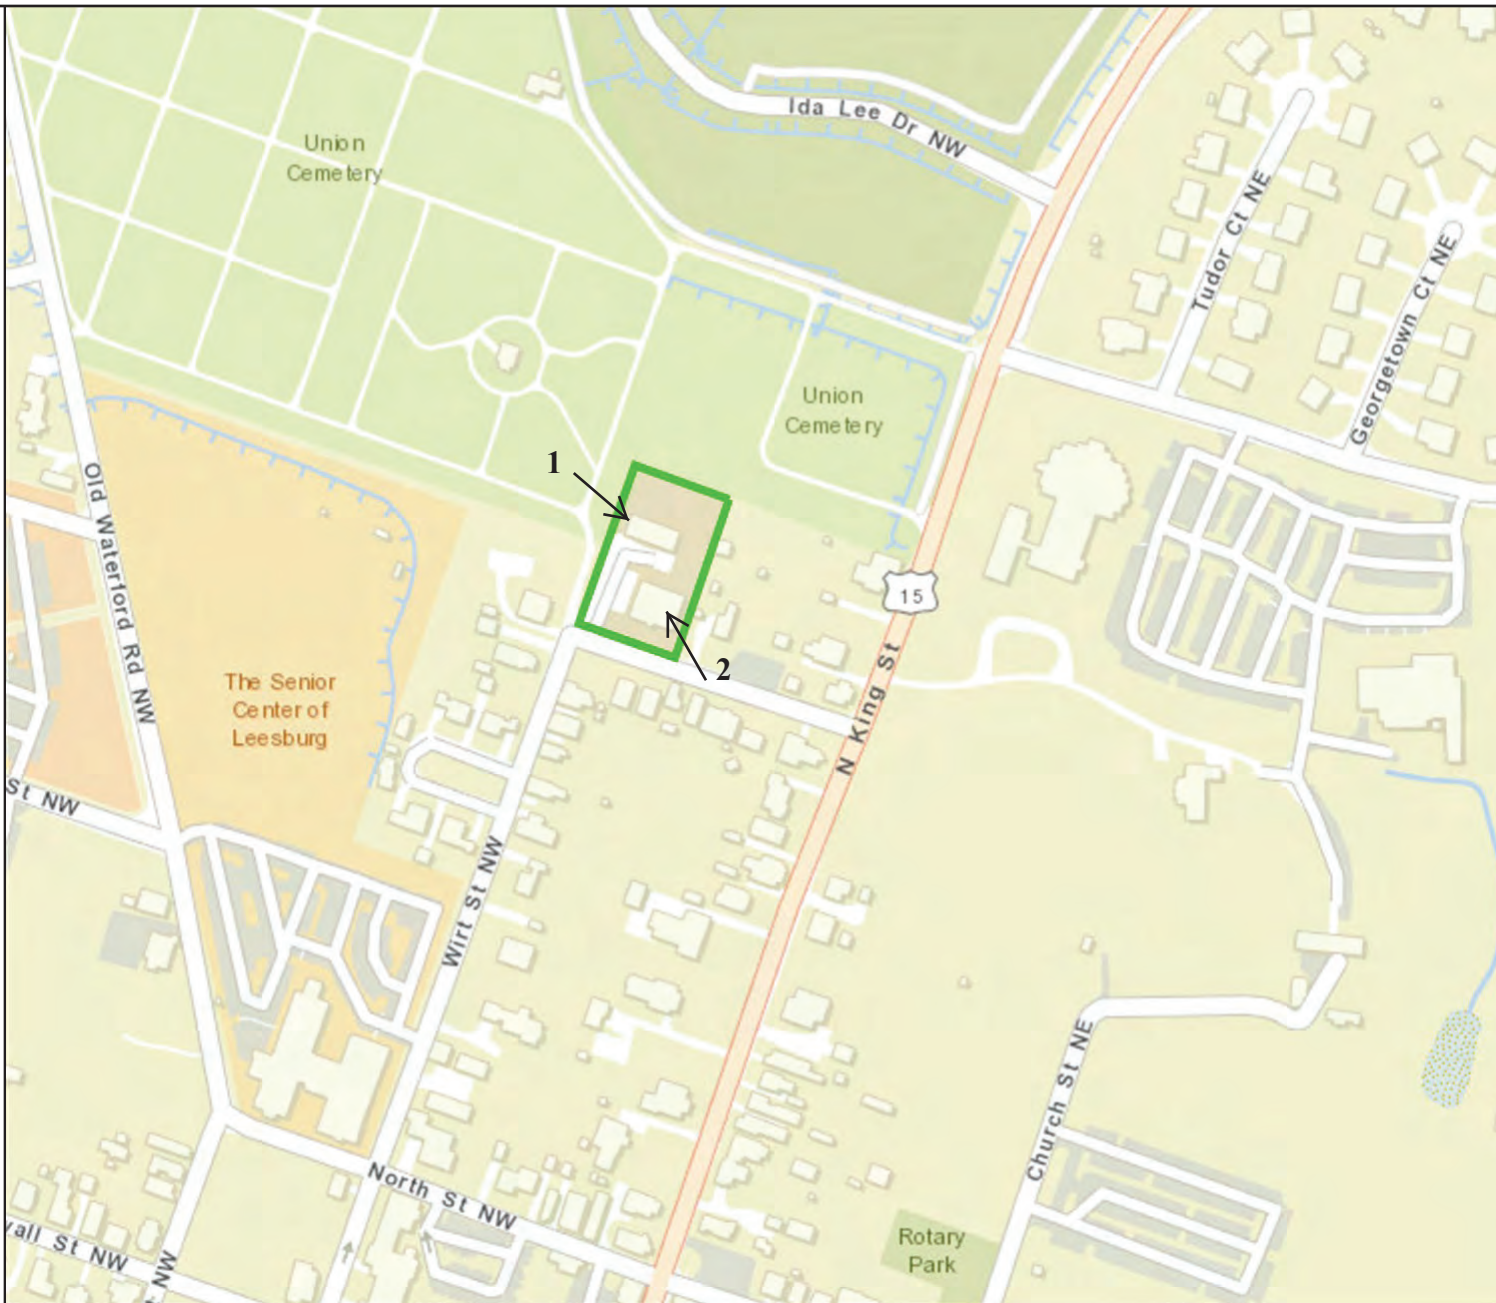 Ida Lee Dr NW
Union
Cemetery
Tudor Ct NE
Georgetown Ct NE
Union
Cemetery
1
Old Waterford Rd NW
15
2
The Senior
Center of
Leesburg
N King St
St NW
Wirt St NW
Church St NE
North St NW
Rotary
Park
St NW
NW